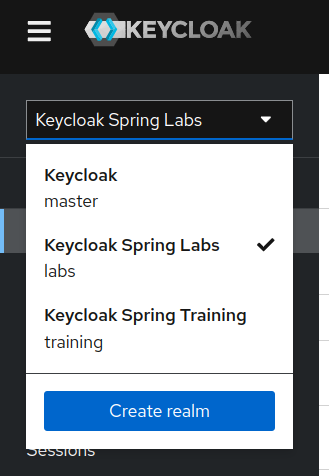 KEYCLOAK
Keycloak Spring Labs
Keycloak
master
Keycloak Spring Labs
labs
Keycloak Spring Training
training
Create realm
Sessions